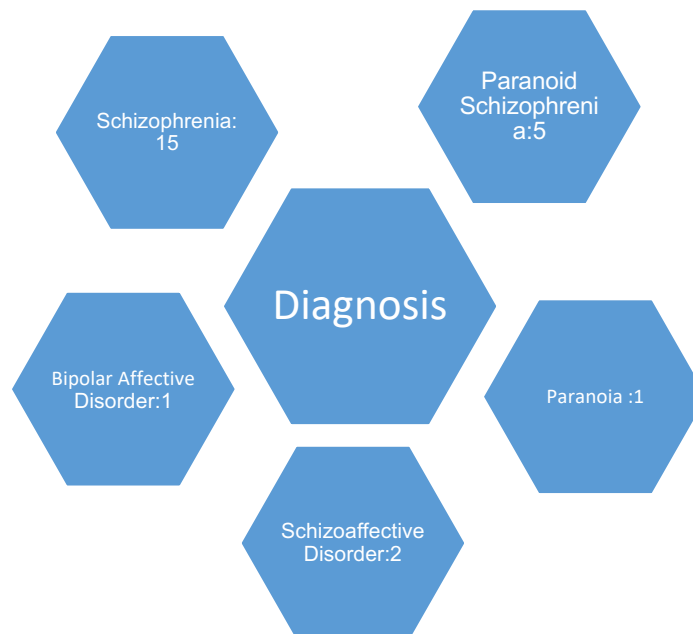 Schizophrenia:
15
Paranoid
Schizophreni
a:5
Diagnosis
Bipolar Affective
Disorder:1
Paranoia :1
Schizoaffective
Disorder:2